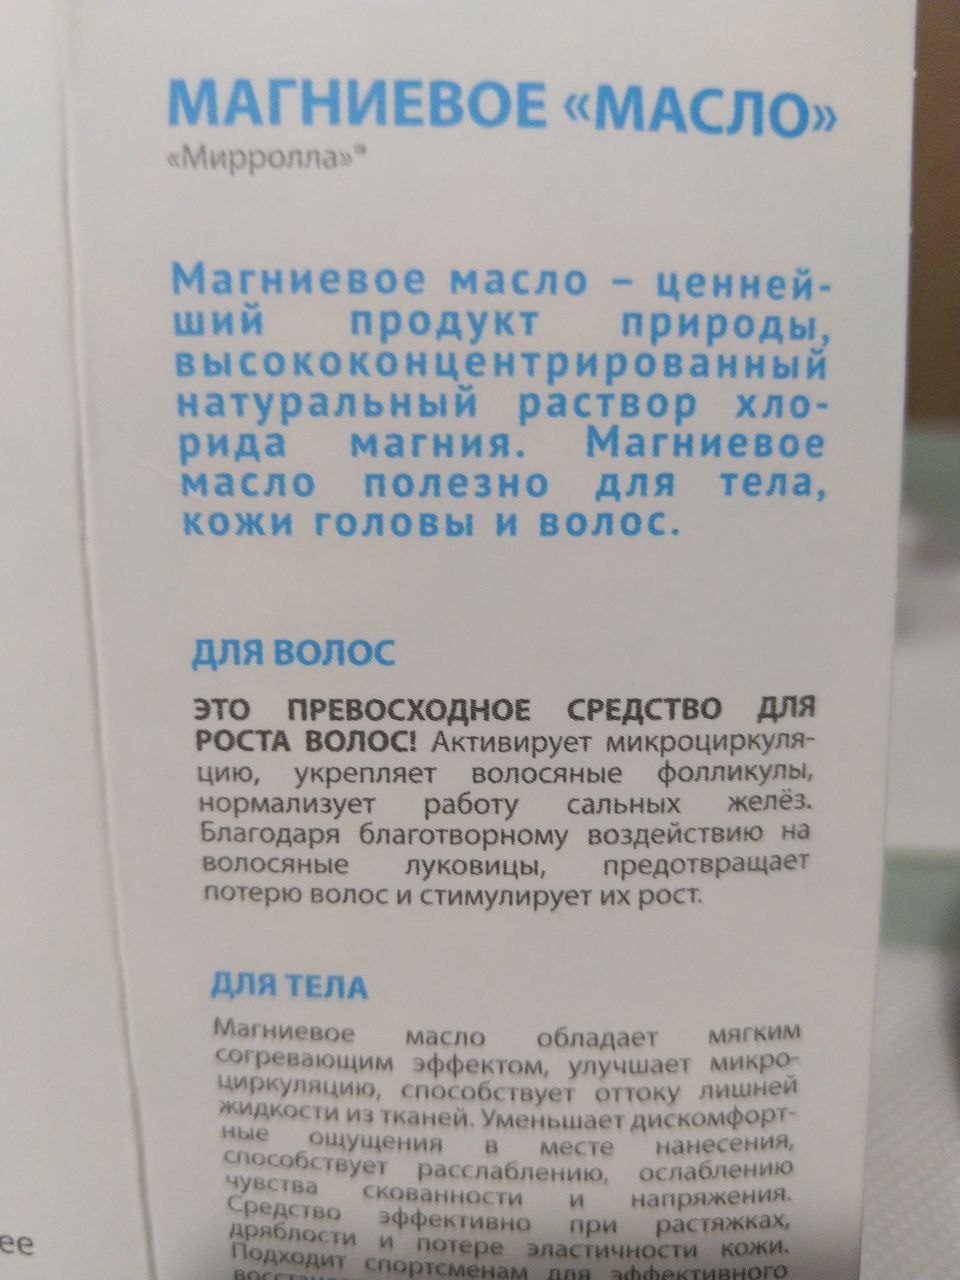 МАГНИЕВОЕ «МАСЛО»
«Мирролла»®
Магниевое масло – ценней-
ший продукт природы,
высококонцентрированный
натуральный раствор хло-
рида магния. Магниевое
масло полезно для тела,
кожи головы и волос.
ДЛЯ ВОЛОС
ЭТО ПРЕВОСХОДНОЕ СРЕДСТВО ДЛЯ
РОСТА ВОЛОС! Активирует микроциркуля-
цию, укрепляет волосяные фолликулы,
нормализует работу сальных желёз.
Благодаря благотворному воздействию на
волосяные луковицы, предотвращает
потерю волос и стимулирует их рост.
ДЛЯ ТЕЛА
Магниевое масло обладает мягким
согревающим эффектом, улучшает микро-
циркуляцию, способствует оттоку лишней
жидкости из тканей. Уменьшает дискомфорт-
ные ощущения в месте нанесения,
способствует расслаблению, ослаблению
чувства скованности и напряжения.
Средство эффективно при растяжках,
дряблости и потере эластичности кожи.
Подходит спортсменам для эффективного
ее